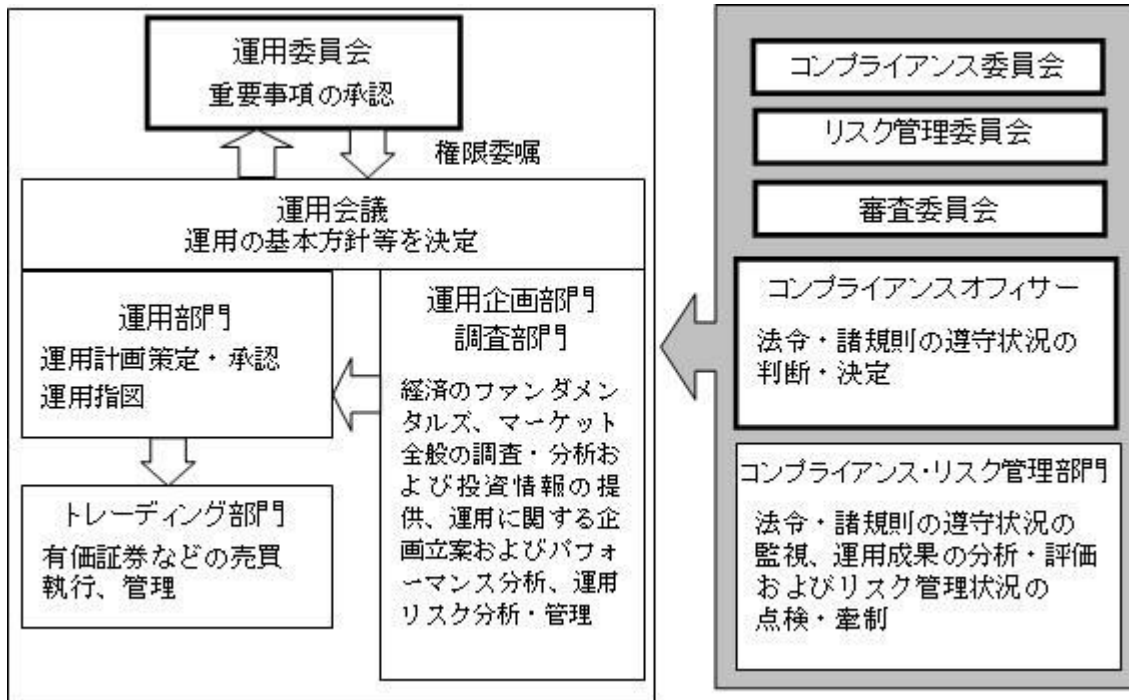 運用委員会
重要事項の承認
権限委嘱
運用会議
運用の基本方針等を決定
運用部門
運用計画策定・承認
運用指図
トレーディング部門
有価証券などの売買
執行、管理
運用企画部門
調査部門
経済のファンダメン
タルズ、マーケット
全般の調査・分析お
よび投資情報の提
供、運用に関する企
画立案およびパフォ
ーマンス分析、運用
リスク分析・管理
コンプライアンス委員会
リスク管理委員会
審査委員会
コンプライアンスオフィサー
法令・諸規則の遵守状況の
判断・決定
コンプライアンス・リスク管理部門
法令・諸規則の遵守状況の
監視、運用成果の分析・評価
およびリスク管理状況の
点検・牽制